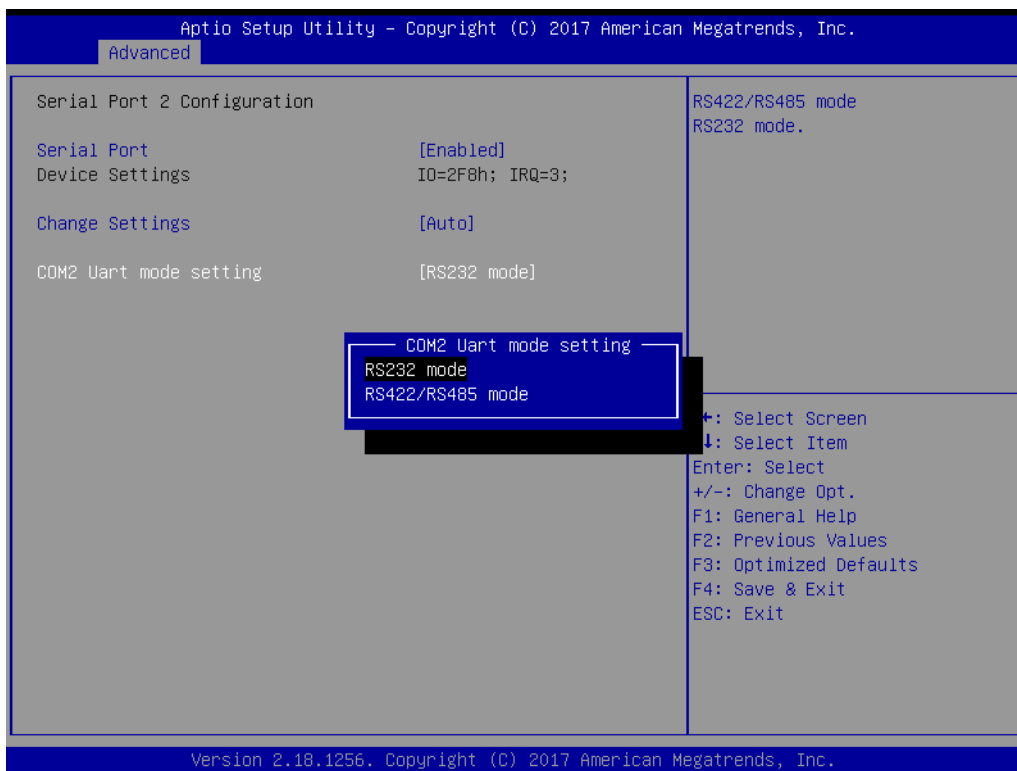 Aptio Setup Utility – Copyright (C) 2017 American Megatrends, Inc.
Advanced
Serial Port 2 Configuration
Serial Port [Enabled]
Device Settings IO=2F8h; IRQ=3;
Change Settings [Auto]
COM2 Uart mode setting [RS232 mode]
RS422/RS485 mode
RS232 mode.
COM2 Uart mode setting
RS232 mode
RS422/RS485 mode
←: Select Screen
↓: Select Item
Enter: Select
+/-: Change Opt.
F1: General Help
F2: Previous Values
F3: Optimized Defaults
F4: Save & Exit
ESC: Exit
Version 2.18.1256. Copyright (C) 2017 American Megatrends, Inc.